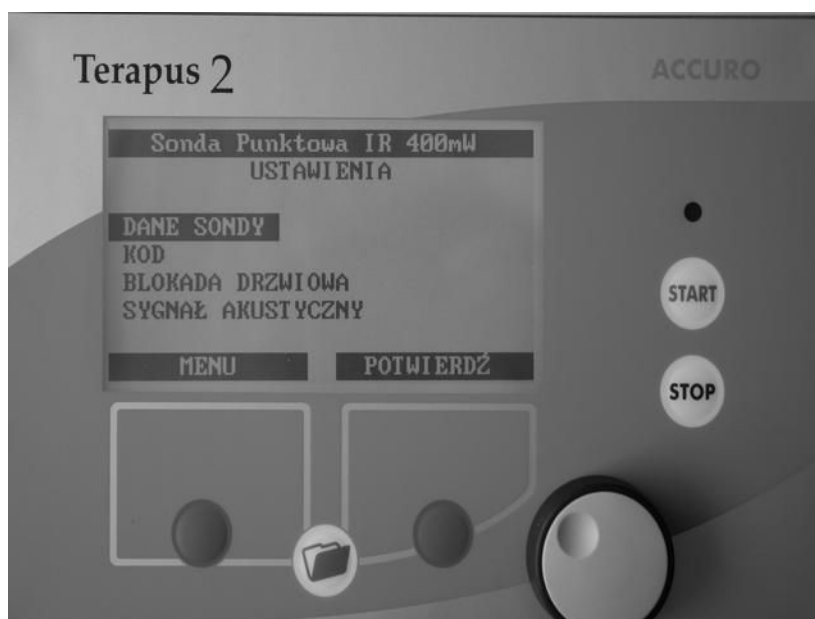 Terapus 2
ACCURO
Sonda Punktowa IR 400mW
USTAWIENIA
DANE SONDY
KOD
BLOKADA DRZWIOWA
SYGNAŁ AKUSTYCZNY
MENU
POTWIERDŹ
START
STOP